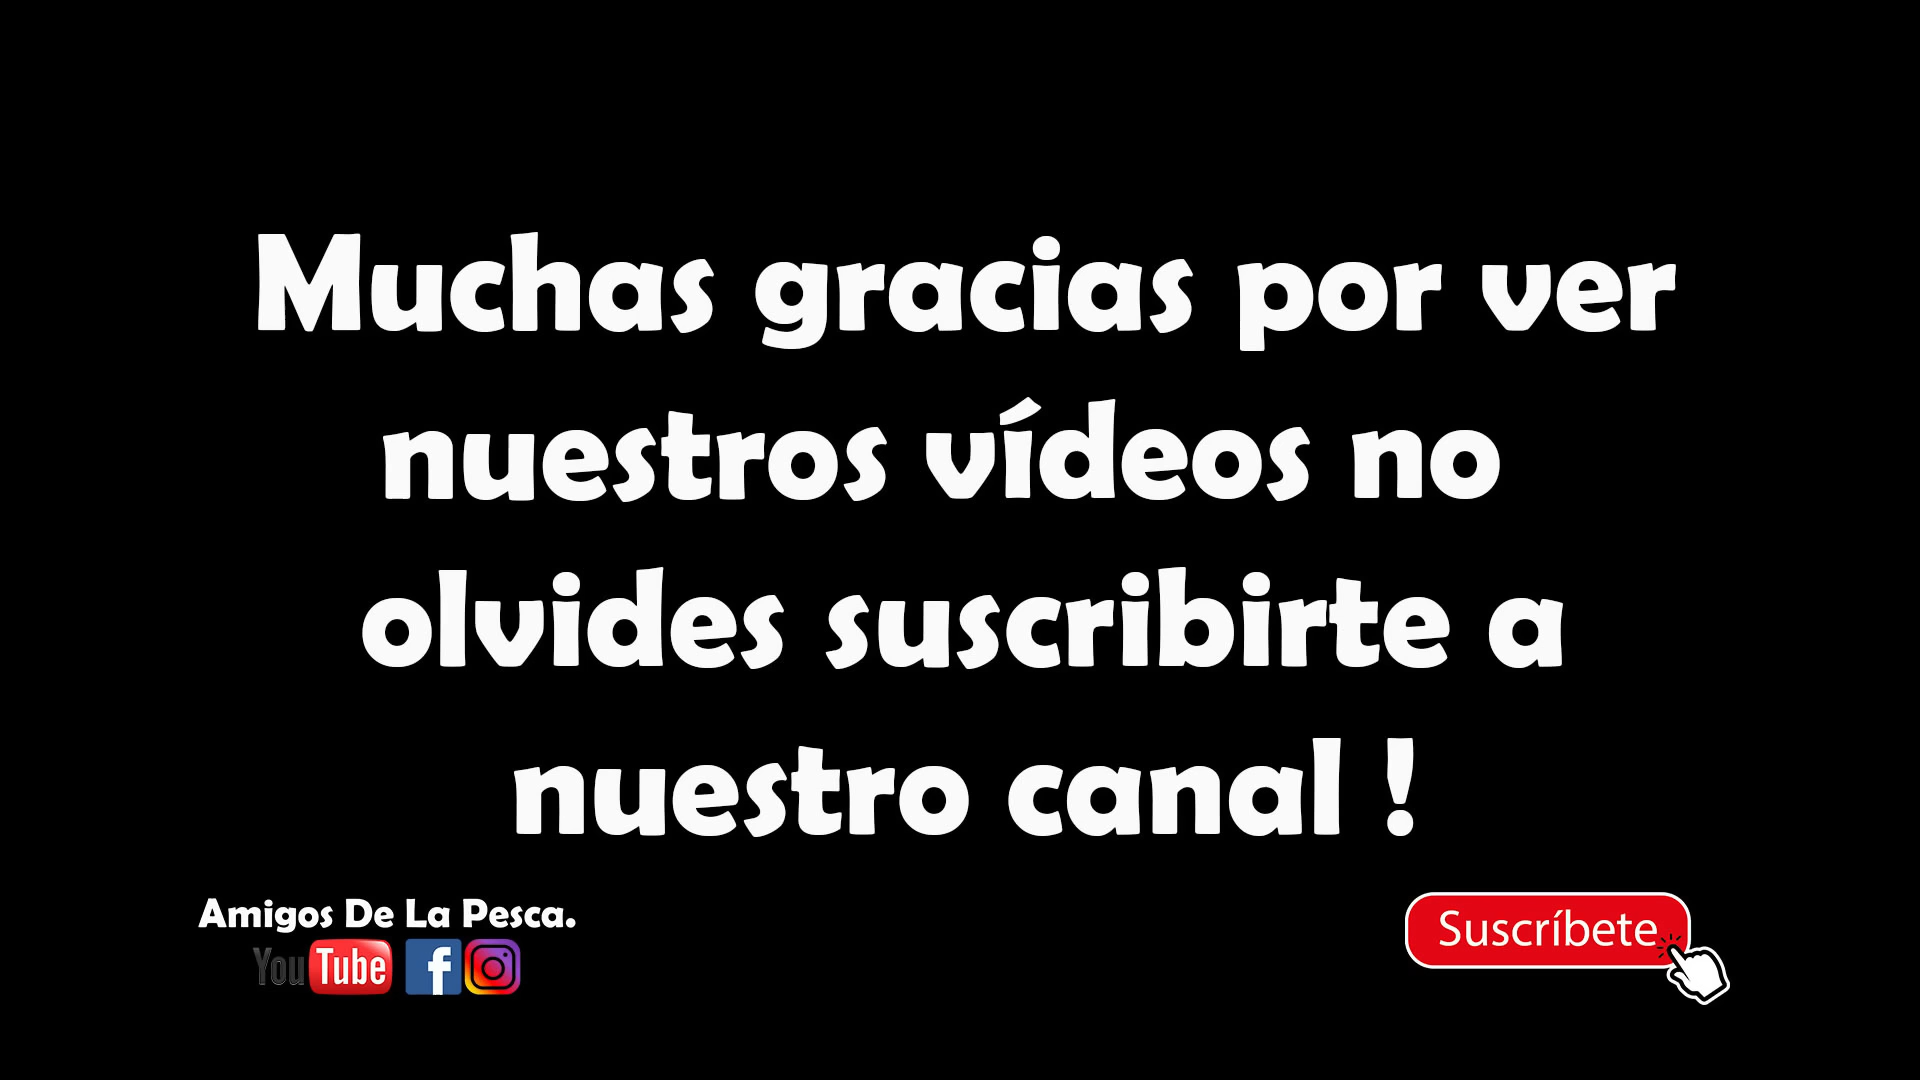 Muchas gracias por ver
nuestros vídeos no
olvides suscribirte a
nuestro canal !
Amigos De La Pesca.
YouTube
Suscríbete